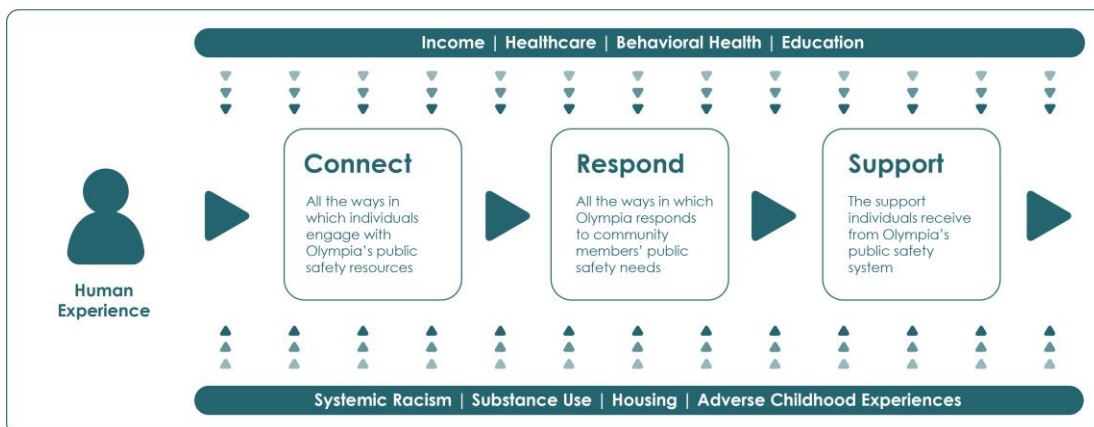 Income | Healthcare | Behavioral Health | Education
Connect
All the ways in
which individuals
engage with
Olympia's public
safety resources
Respond
All the ways in which
Olympia responds
to community
members' public
safety needs
Support
The support
individuals receive
from Olympia's
public safety
system
Human
Experience
Systemic Racism | Substance Use | Housing | Adverse Childhood Experiences